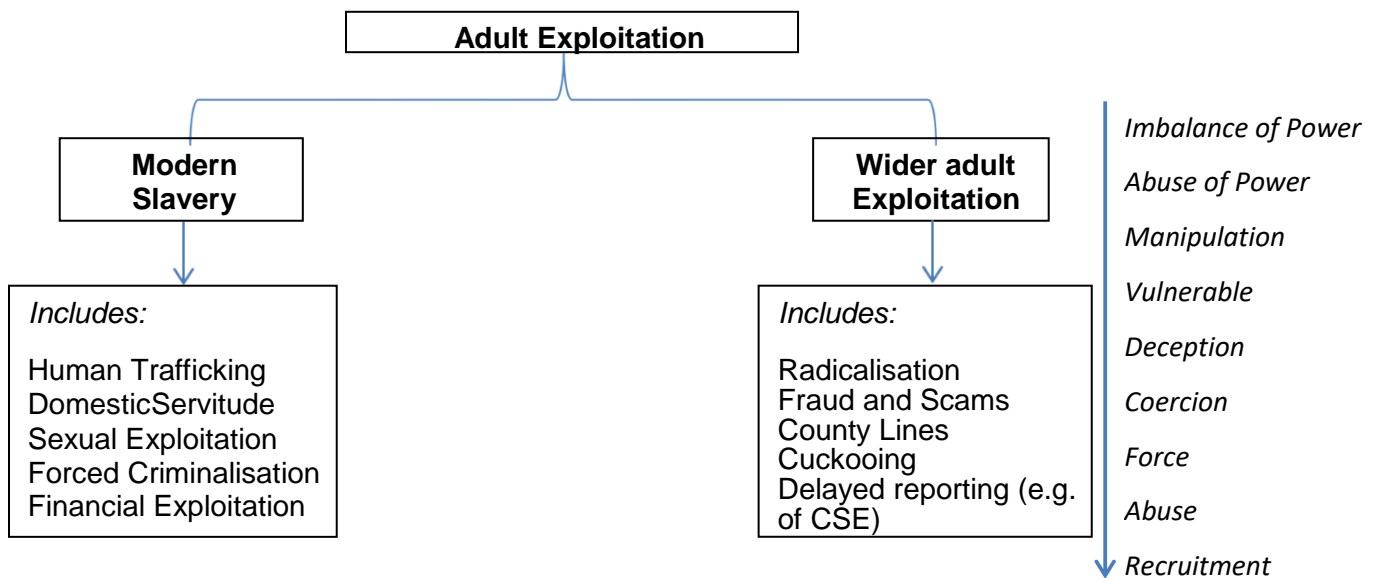 Adult Exploitation
Modern
Slavery
Wider adult
Exploitation
Includes:
Human Trafficking
DomesticServitude
Sexual Exploitation
Forced Criminalisation
Financial Exploitation
Includes:
Radicalisation
Fraud and Scams
County Lines
Cuckooing
Delayed reporting (e.g.
of CSE)
Imbalance of Power
Abuse of Power
Manipulation
Vulnerable
Deception
Coercion
Force
Abuse
Recruitment